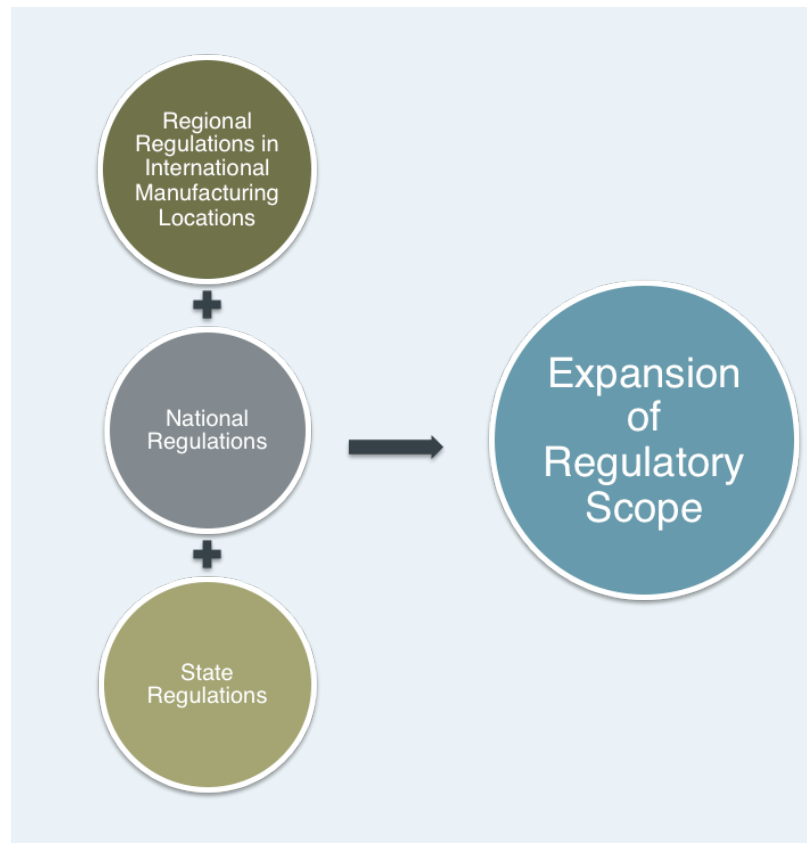 Regional
Regulations in
International
Manufacturing
Locations
National
Regulations
State
Regulations
Expansion
of
Regulatory
Scope